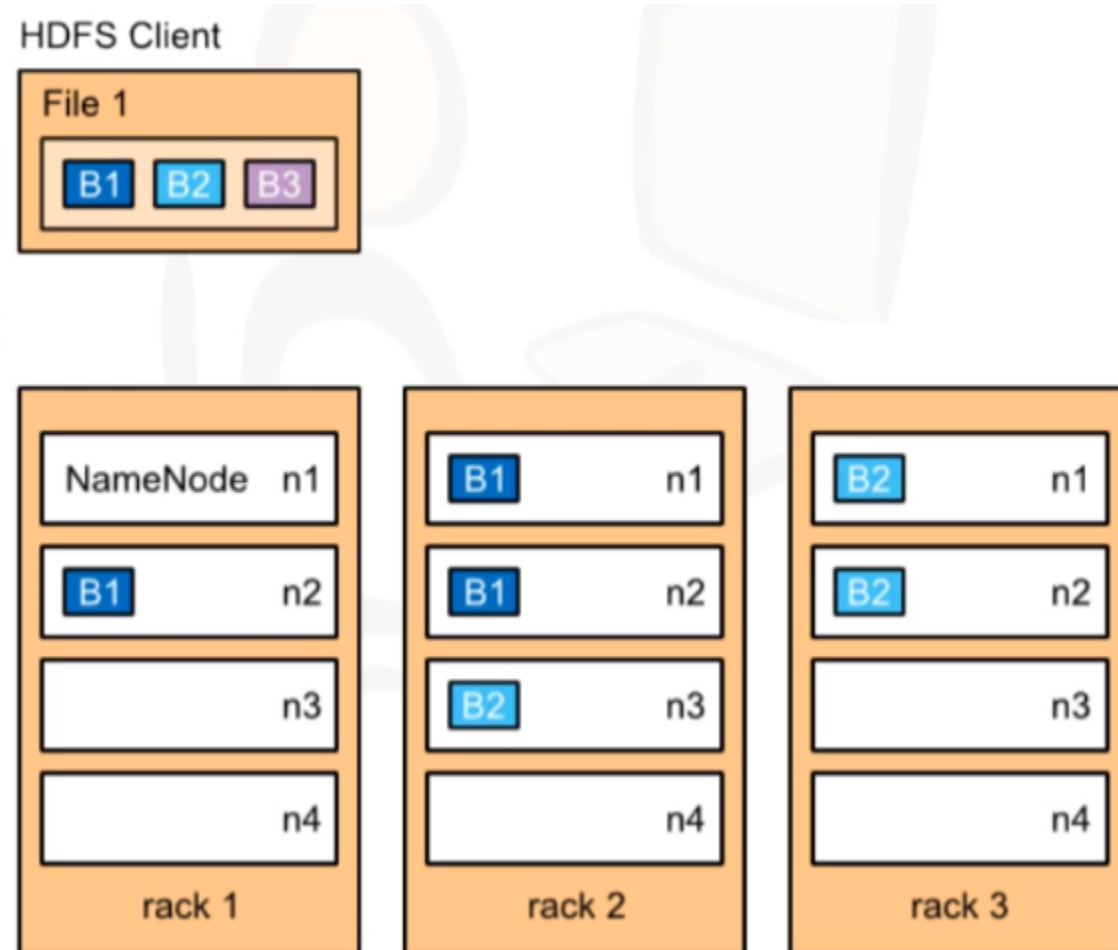 HDFS Client
File 1
B1 B2 B3
NameNode n1
B1 n2
n3
n4
rack 1
B1 n1
B1 n2
B2 n3
n4
rack 2
B2 n1
B2 n2
n3
n4
rack 3